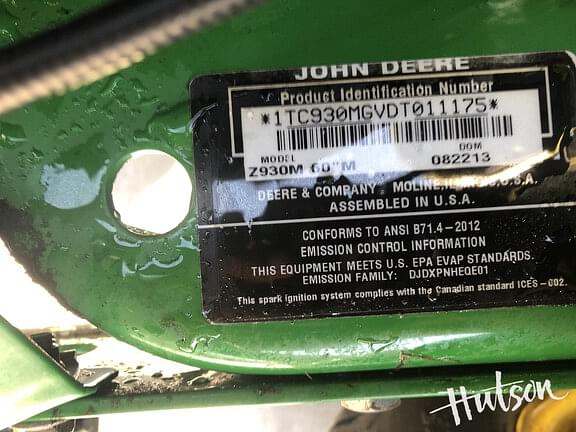 JOHN DEERE
Product Identification Number
*1TC930MGVDT011175*
MODEL DOM
Z930M 60"M 082213
DEERE & COMPANY MOLINE, U.S.A.
ASSEMBLED IN U.S.A.
CONFORMS TO ANSI B71.4-2012
EMISSION CONTROL INFORMATION
THIS EQUIPMENT MEETS U.S. EPA EVAP STANDARDS.
EMISSION FAMILY: DJDXPNHEQE01
This spark ignition system complies with the Canadian standard ICES-002.
Hutson